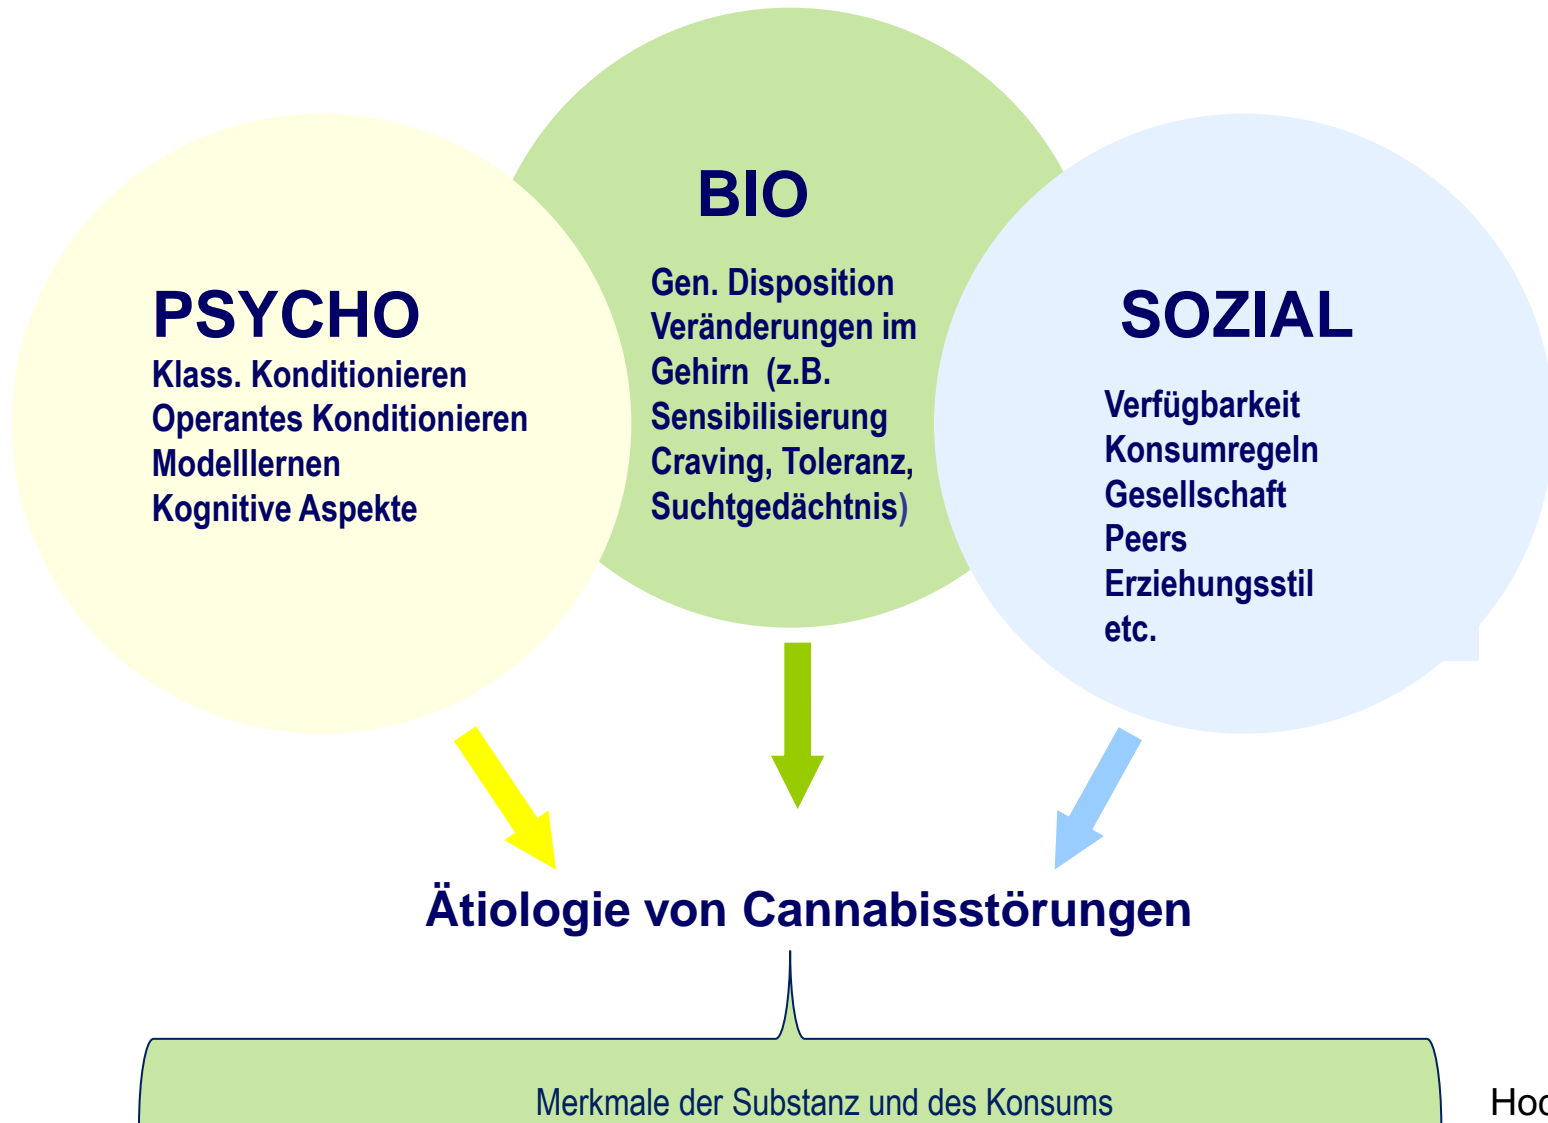 BIO
Gen. Disposition
Veränderungen im
Gehirn (z.B.
Sensibilisierung
Craving, Toleranz,
Suchtgedächtnis)
PSYCHO
Klass. Konditionieren
Operantes Konditionieren
Modelllernen
Kognitive Aspekte
SOZIAL
Verfügbarkeit
Konsumregeln
Gesellschaft
Peers
Erziehungsstil
etc.
Ätiologie von Cannabisstörungen
Merkmale der Substanz und des Konsums